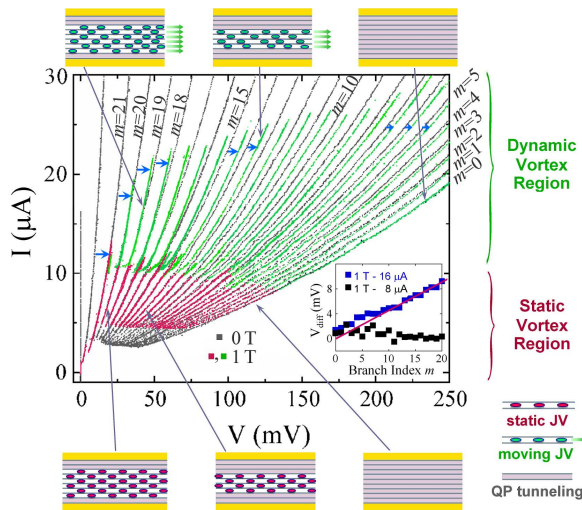 30
20
10
0
I (μA)
0
50
100
150
200
250
V (mV)
m=21
m=20
m=19
m=18
m=15
m=10
m=5
m=4
m=3
m=2
m=1
m=0
0 T
, 1 T
1 T - 16 μA
1 T - 8 μA
8
4
0
V diff (mV)
0
5
10
15
20
Branch Index m
Dynamic
Vortex
Region
Static
Vortex
Region
static JV
moving JV
QP tunneling